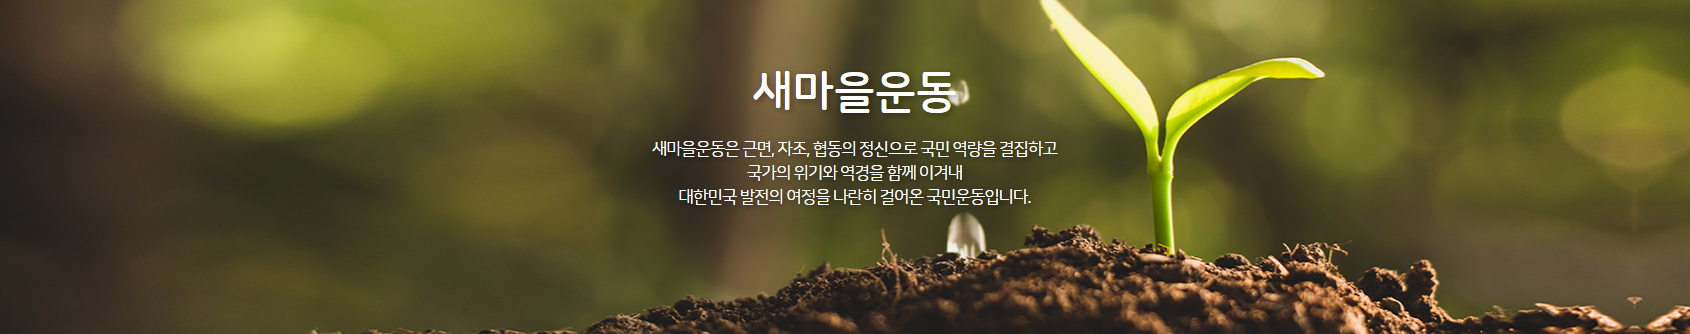 새마을운동
새마을운동은 근면, 자조, 협동의 정신으로 국민 역량을 결집하고
국가의 위기와 역경을 함께 이겨내
대한민국 발전의 여정을 나란히 걸어온 국민운동입니다.